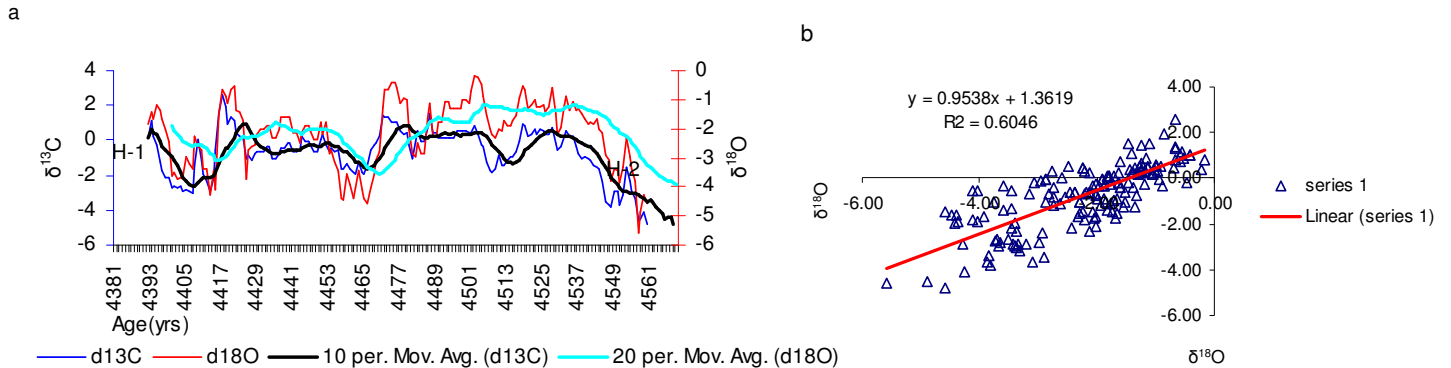 a
δ13C
4
2
0
-2
-4
-6
H-1
H-2
0
-1
-2
-3
-4
-5
-6
δ18O
4381
4393
4405
4417
4429
4441
4453
4465
4477
4489
4501
4513
4525
4537
4549
4561
Age(yrs)
d13C
d18O
10 per. Mov. Avg. (d13C)
20 per. Mov. Avg. (d18O)
b
y = 0.9538x + 1.3619
R2 = 0.6046
4.00
2.00
0.00
-2.00
-4.00
-6.00
-6.00
-4.00
-2.00
0.00
δ18O
δ18O
series 1
Linear (series 1)